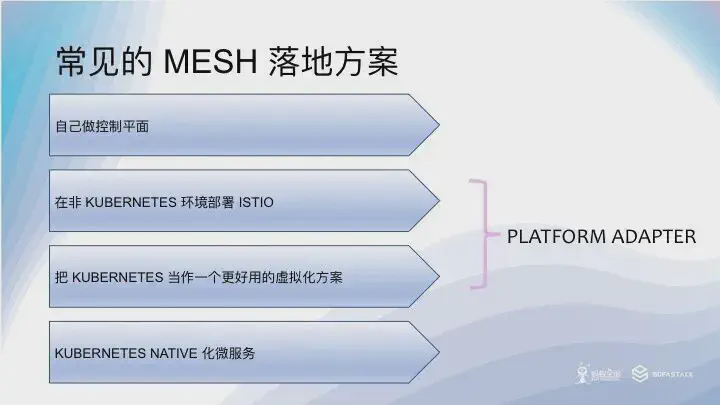 常见的 MESH 落地方案
自己做控制平面
在非 KUBERNETES 环境部署 ISTIO
把 KUBERNETES 当作一个更好用的虚拟化方案
KUBERNETES NATIVE 化微服务
PLATFORM ADAPTER
蚂蚁金服
SOFASTACK